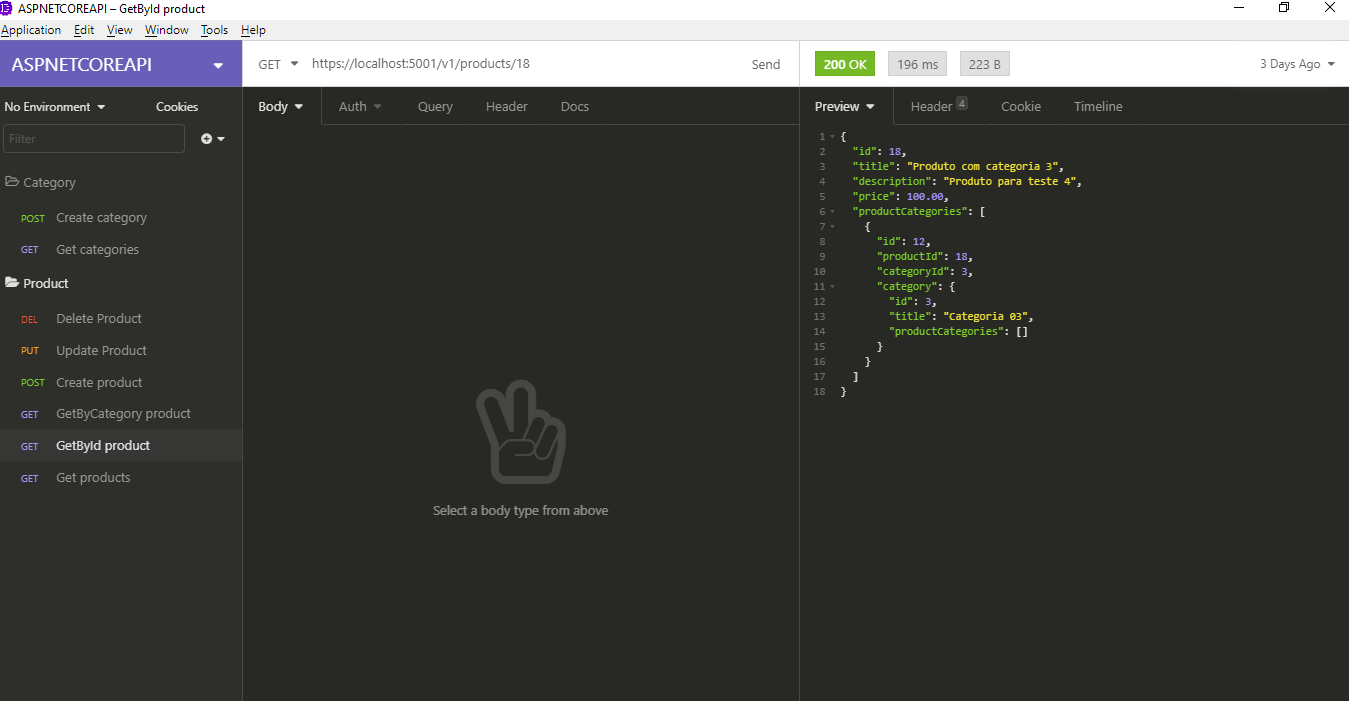 ASPNETCOREAPI – GetById product
Application Edit View Window Tools Help
ASPNETCOREAPI
GET https://localhost:5001/v1/products/18 Send
200 OK 196 ms 223 B 3 Days Ago
No Environment Cookies
Body Auth Query Header Docs
Preview Header 4 Cookie Timeline
Filter
Category
POST Create category
GET Get categories
Product
DEL Delete Product
PUT Update Product
POST Create product
GET GetByCategory product
GET GetById product
GET Get products
Select a body type from above
1 {
2 "id": 18,
3 "title": "Produto com categoria 3",
4 "description": "Produto para teste 4",
5 "price": 100.00,
6 "productCategories": [
7 {
8 "id": 12,
9 "productId": 18,
10 "categoryId": 3,
11 "category": {
12 "id": 3,
13 "title": "Categoria 03",
14 "productCategories": []
15 }
16 }
17 ]
18 }